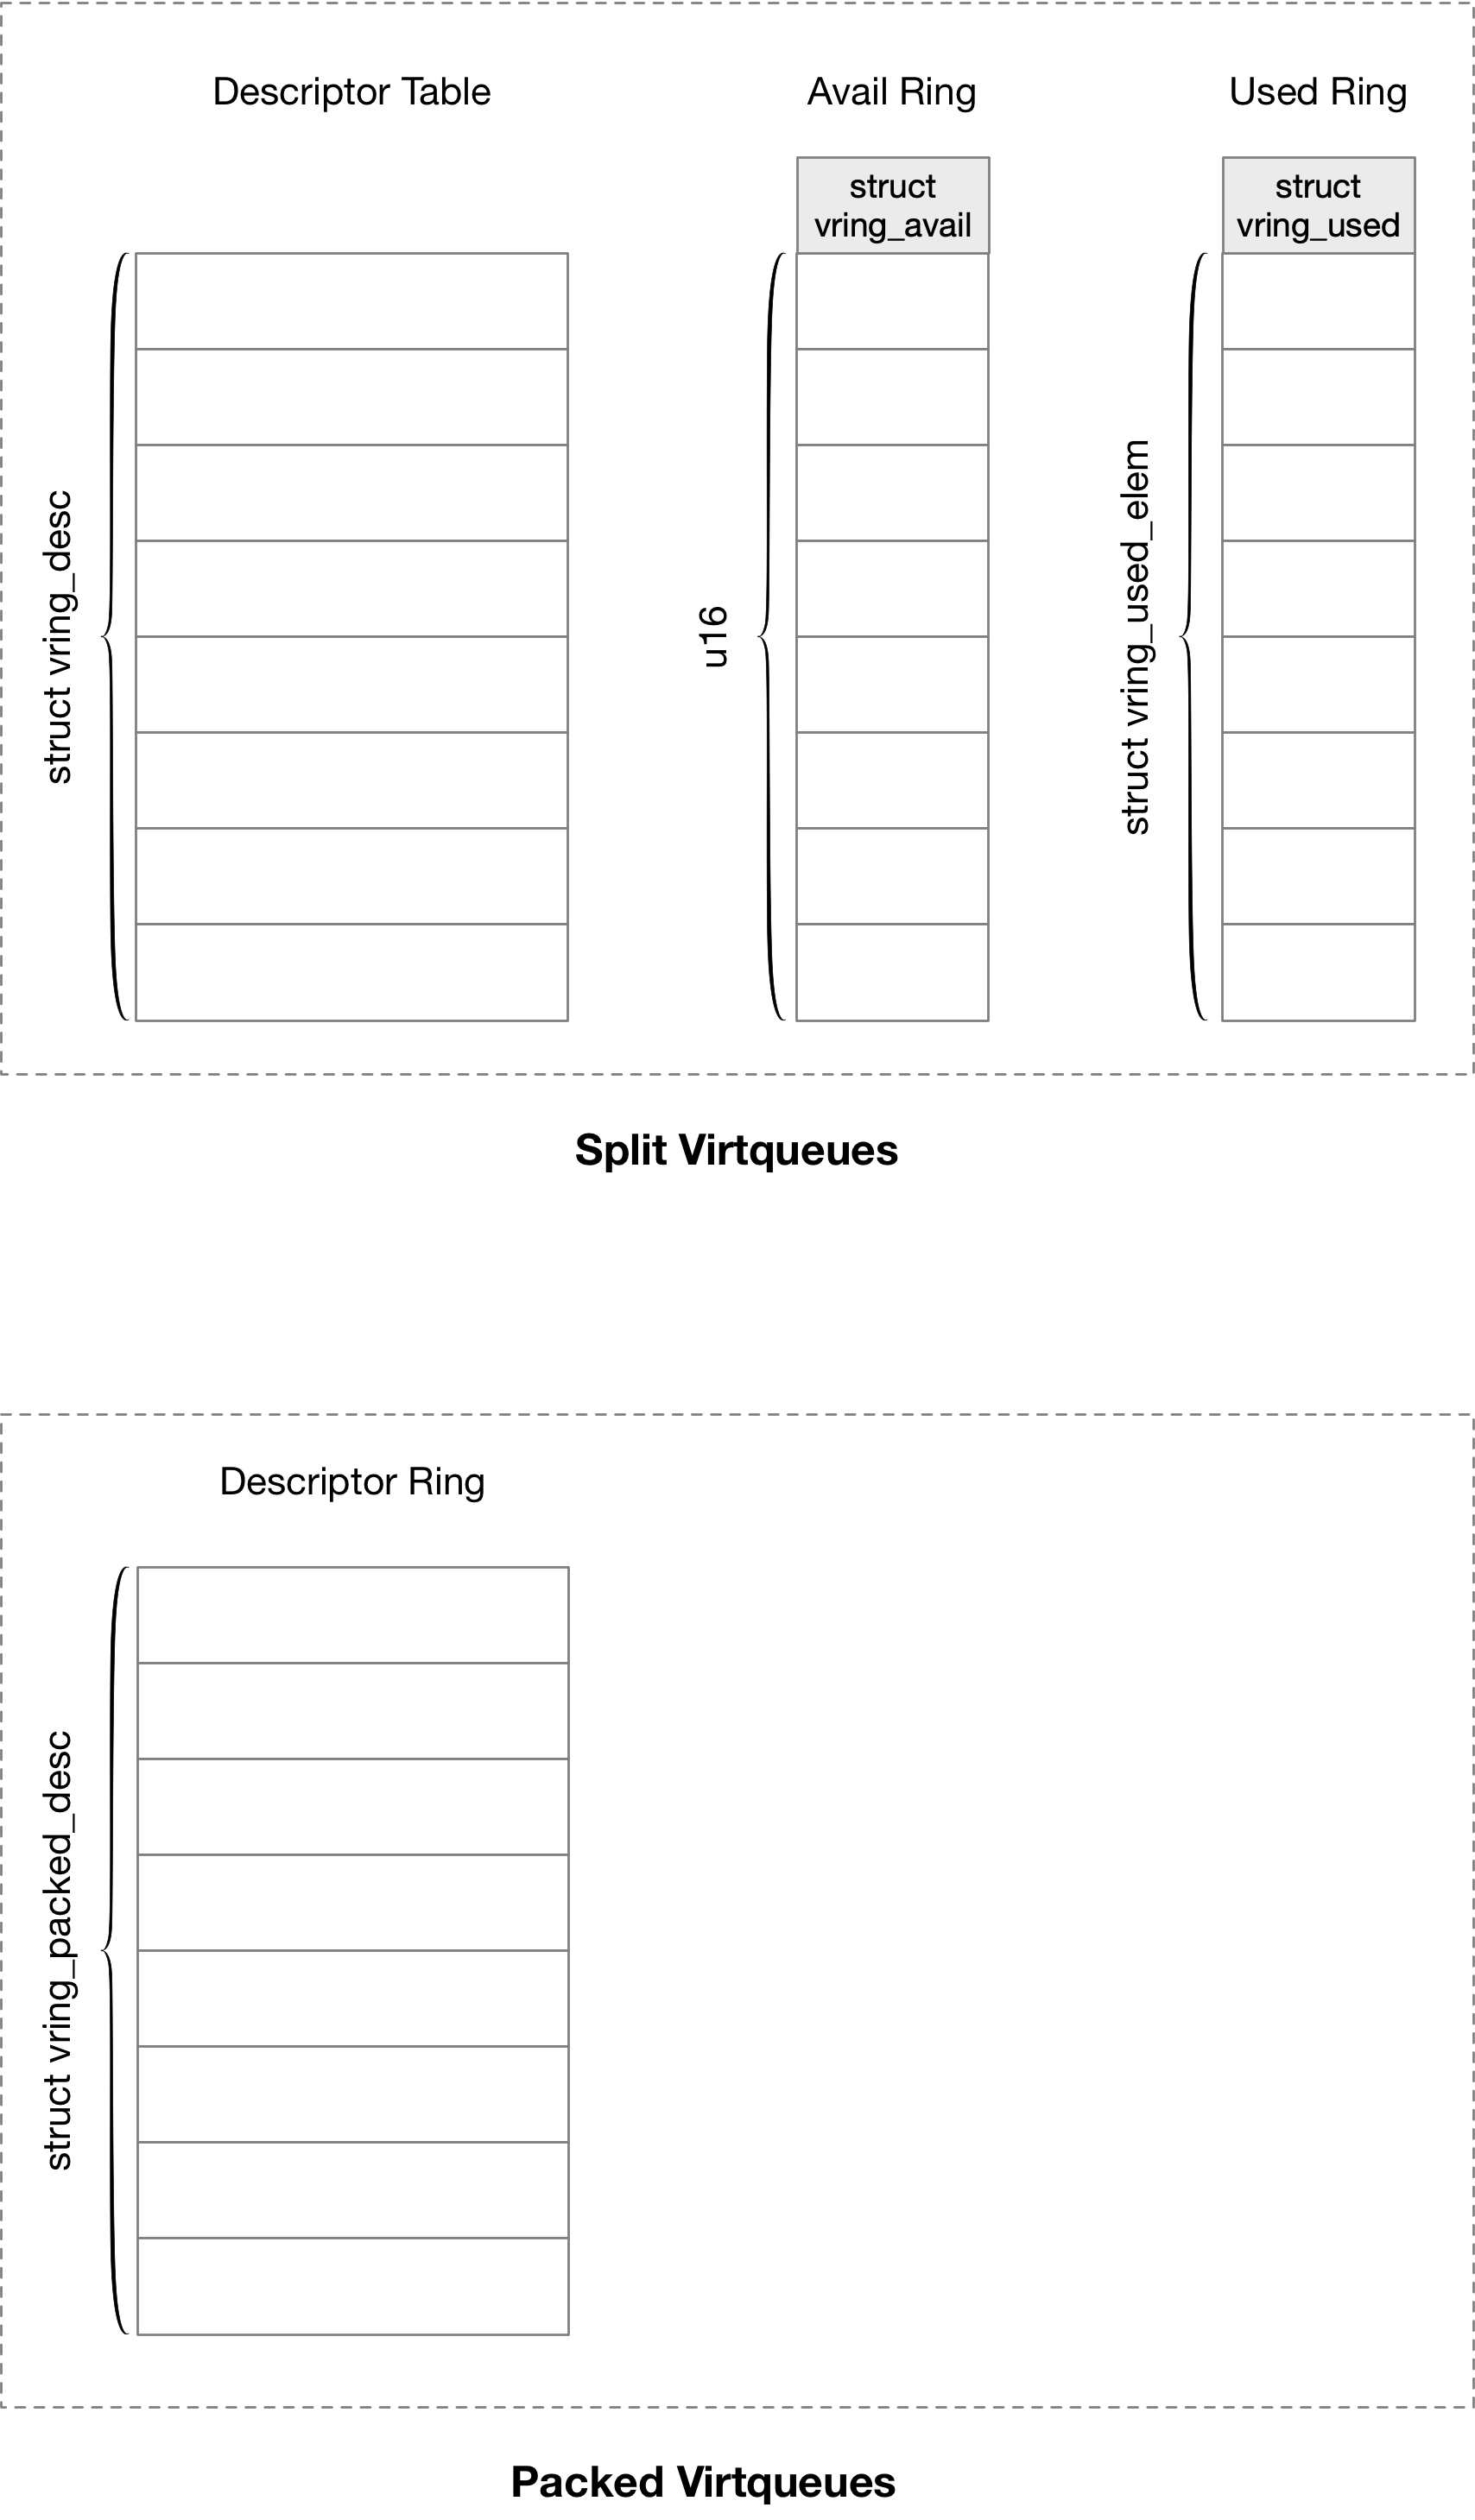 Descriptor Table
Avail Ring
Used Ring
struct
vring_avail
struct
vring_used
struct vring_desc
u16
struct vring_used_elem
Split Virtqueues
Descriptor Ring
struct vring_packed_desc
Packed Virtqueues